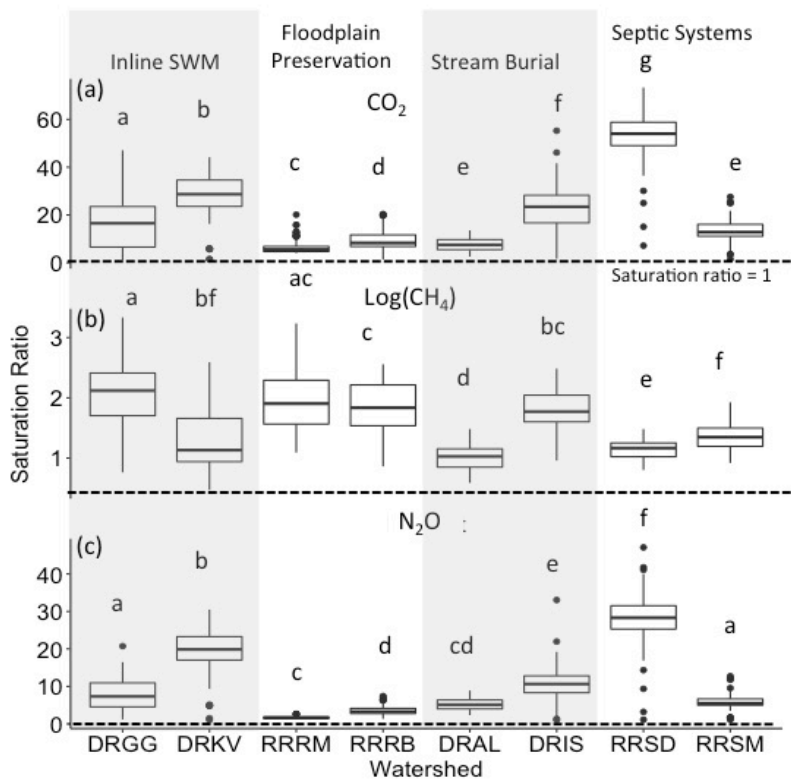 Inline SWM
Floodplain
Preservation
Stream Burial
Septic Systems
(a)
CO₂
a b c d e f g e
60
40
20
0
Saturation ratio = 1
(b)
Log(CH₄)
a bf ac c d bc e f
3
2
1
Saturation Ratio
(c)
N₂O :
a b c d cd e f a
40
30
20
10
0
DRGG DRKV RRRM RRRB DRAL DRIS RRSD RRSM
Watershed